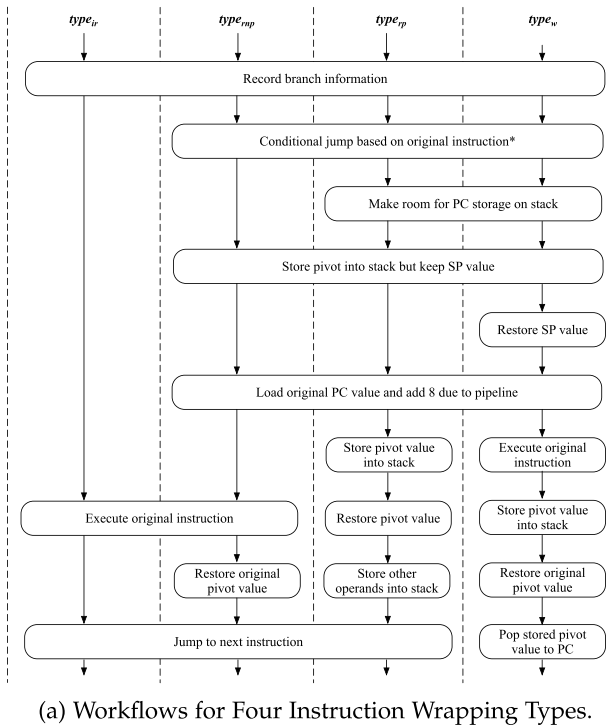 type_ir type_rnp type_rp type_w
Record branch information
Conditional jump based on original instruction*
Make room for PC storage on stack
Store pivot into stack but keep SP value
Restore SP value
Load original PC value and add 8 due to pipeline
Store pivot value
into stack
Execute original
instruction
Execute original instruction
Restore pivot value
Store pivot value
into stack
Restore original
pivot value
Store other
operands into stack
Restore original
pivot value
Jump to next instruction
Pop stored pivot
value to PC
(a) Workflows for Four Instruction Wrapping Types.